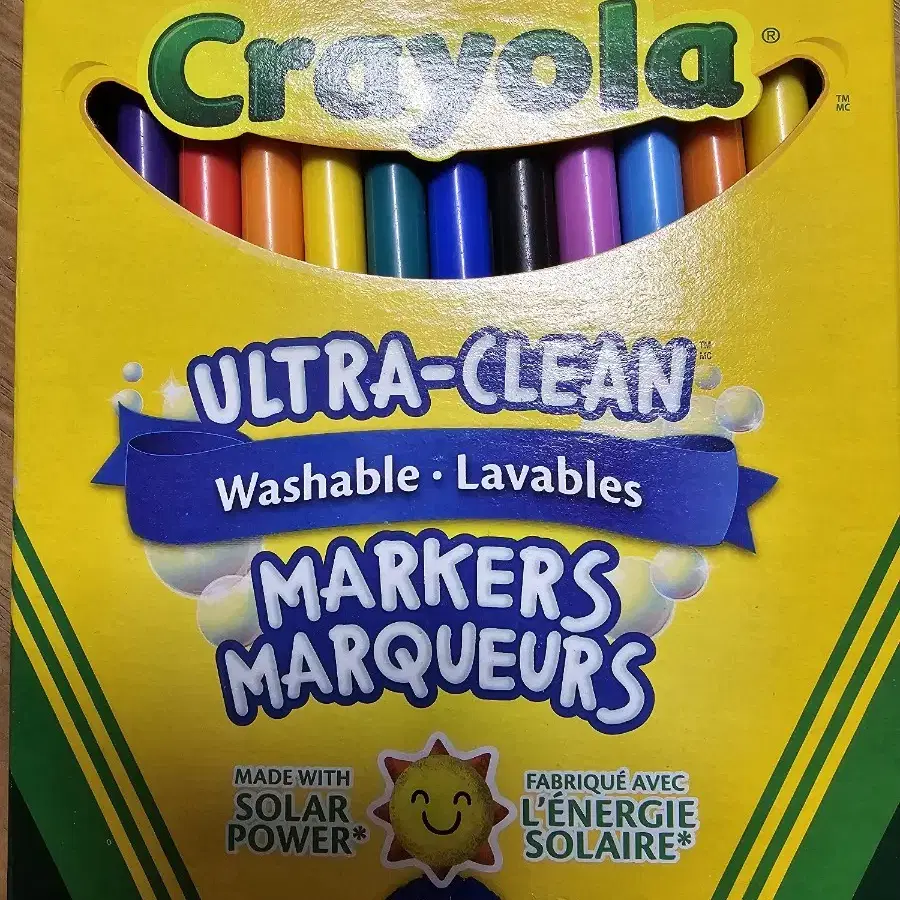 Crayola®
TM
MC
ULTRA-CLEAN
TM
MC
Washable · Lavables
MARKERS
MARQUEURS
MADE WITH
SOLAR
POWER*
FABRIQUÉ AVEC
L'ÉNERGIE
SOLAIRE*